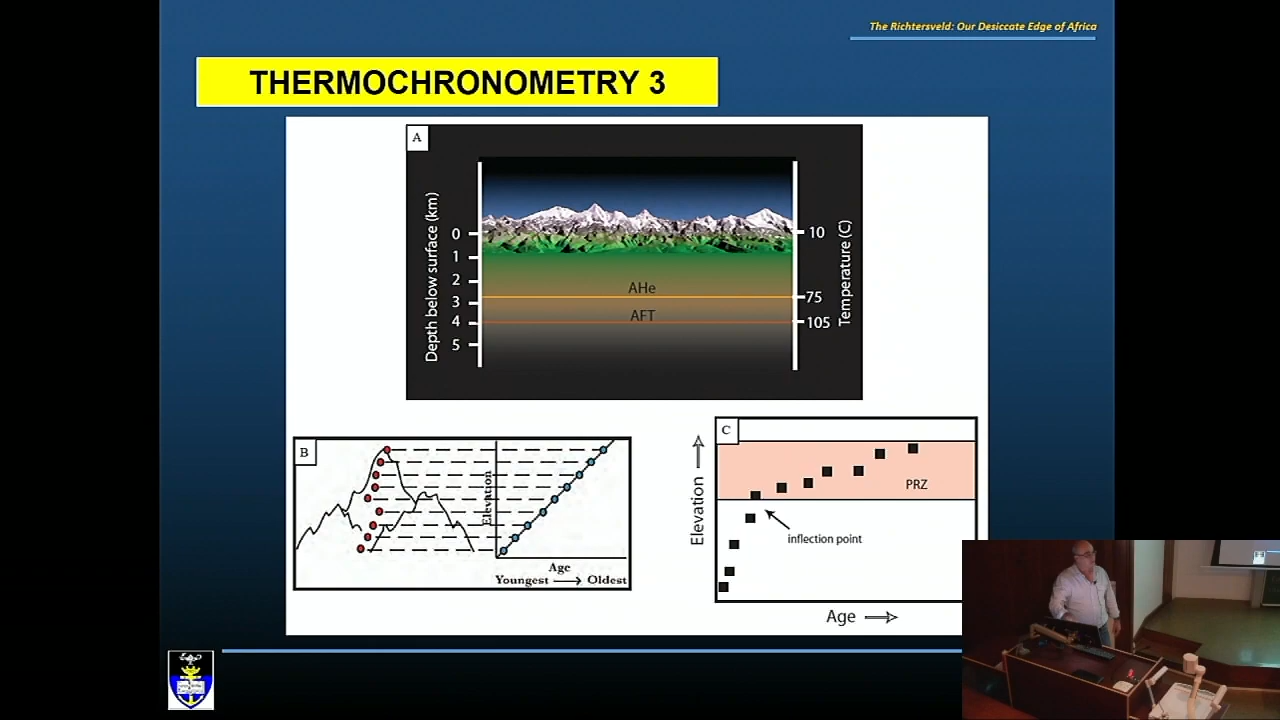 The Richtersveld: Our Desiccate Edge of Africa
THERMOCHRONOMETRY 3
A
Depth below surface (km)
0
1
2
3
4
5
AHe
AFT
10
75
105
Temperature (C)
B
Elevation
Age
Youngest → Oldest
C
Elevation →
PRZ
inflection point
Age →